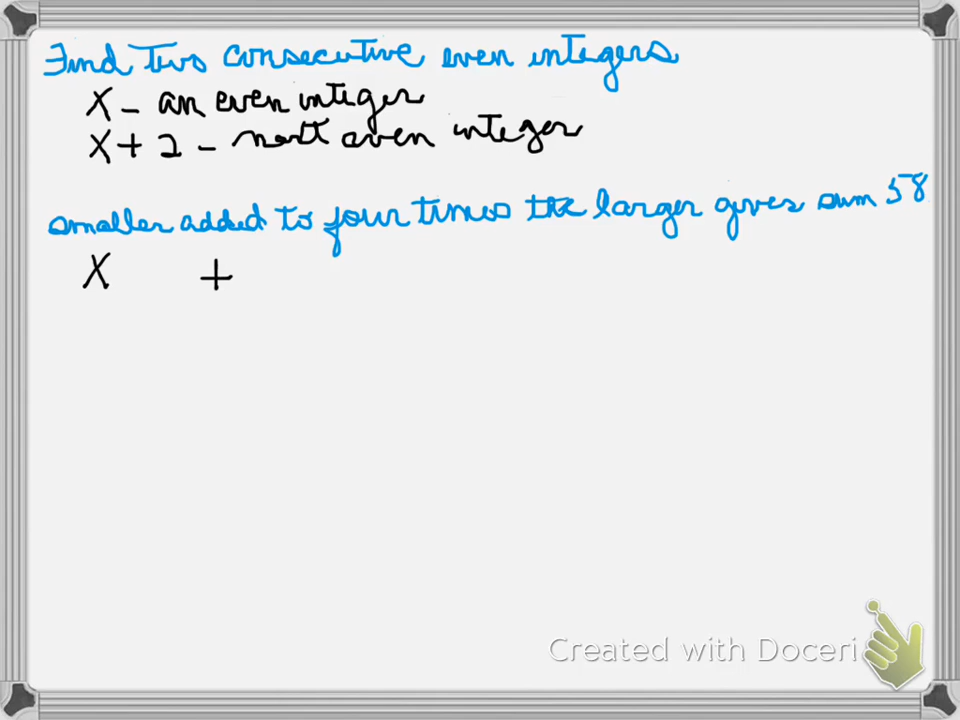 Find two consecutive even integers
X - an even integer
X + 2 - next even integer
smaller added to four times the larger gives sum 58
X +
Created with Doceri